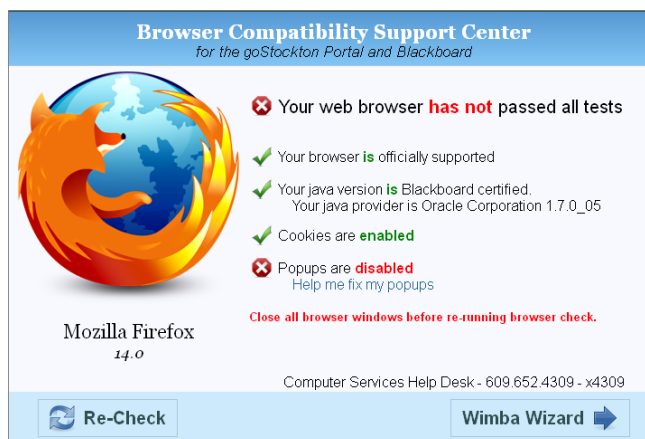 Browser Compatibility Support Center
for the goStockton Portal and Blackboard
Your web browser has not passed all tests
Your browser is officially supported
Your java version is Blackboard certified.
Your java provider is Oracle Corporation 1.7.0_05
Cookies are enabled
Popups are disabled
Help me fix my popups
Close all browser windows before re-running browser check.
Mozilla Firefox
14.0
Computer Services Help Desk - 609.652.4309 - x4309
Re-Check
Wimba Wizard